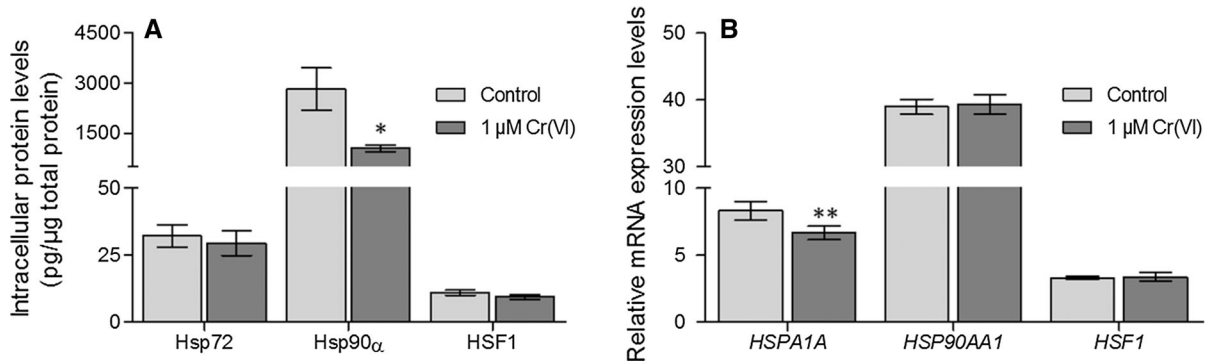 A
Intracellular protein levels
(pg/µg total protein)
4500
3000
1500
50
25
0
Control
1 µM Cr(VI)
*
Hsp72
Hsp90α
HSF1
B
Relative mRNA expression levels
50
40
30
10
5
0
Control
1 µM Cr(VI)
**
HSPA1A
HSP90AA1
HSF1